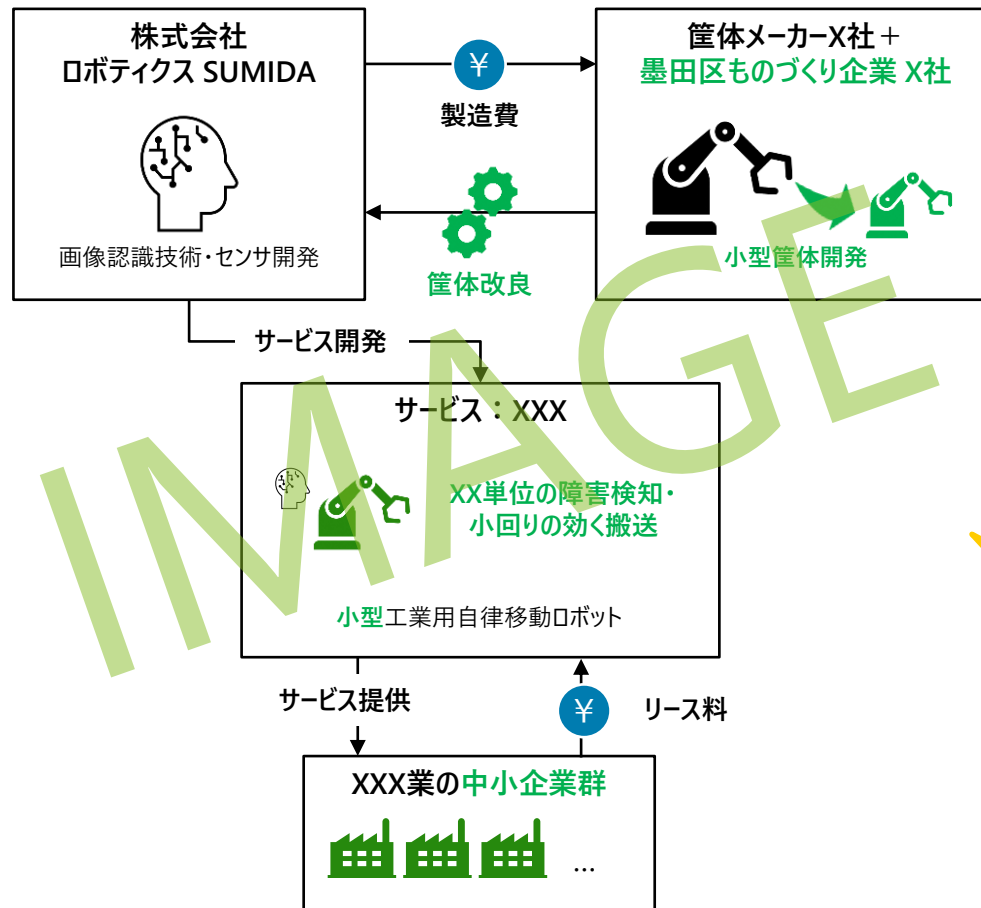 株式会社
ロボティクス SUMIDA
画像認識技術・センサ開発
¥
製造費
筐体改良
筐体メーカーX社＋
墨田区ものづくり企業 X社
小型筐体開発
サービス開発
サービス：XXX
XX単位の障害検知・
小回りの効く搬送
小型工業用自律移動ロボット
サービス提供
¥
リース料
XXX業の中小企業群
...
IMAGE